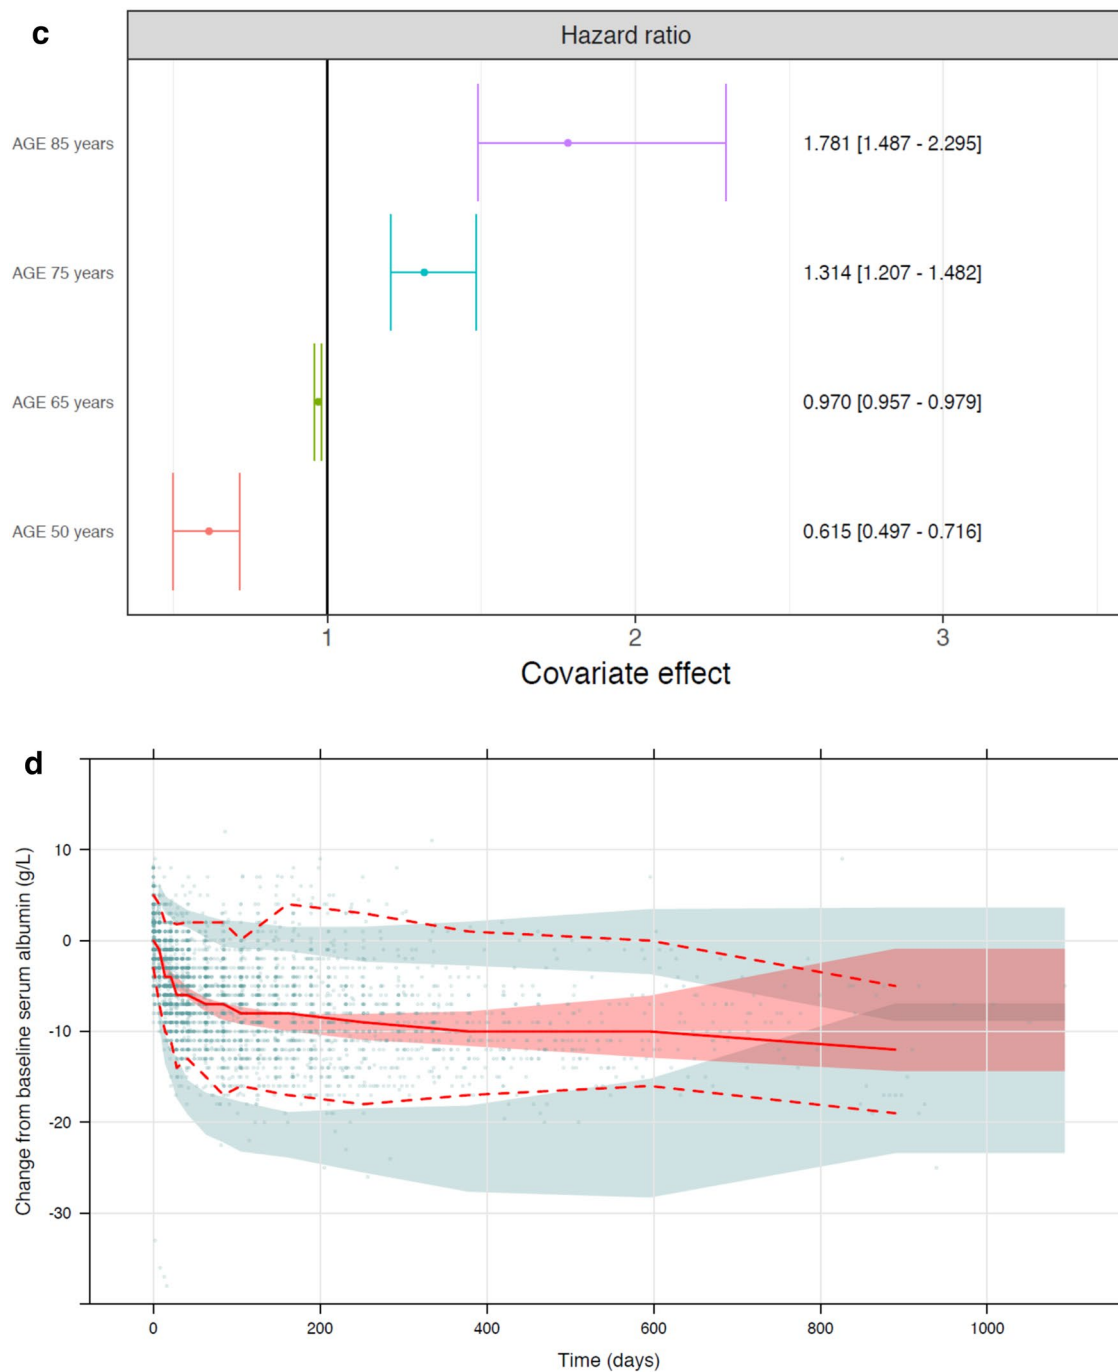 c
Hazard ratio
AGE 85 years
1.781 [1.487 - 2.295]
AGE 75 years
1.314 [1.207 - 1.482]
AGE 65 years
0.970 [0.957 - 0.979]
AGE 50 years
0.615 [0.497 - 0.716]
1 2 3
Covariate effect
d
Change from baseline serum albumin (g/L)
10
0
-10
-20
-30
0 200 400 600 800 1000
Time (days)